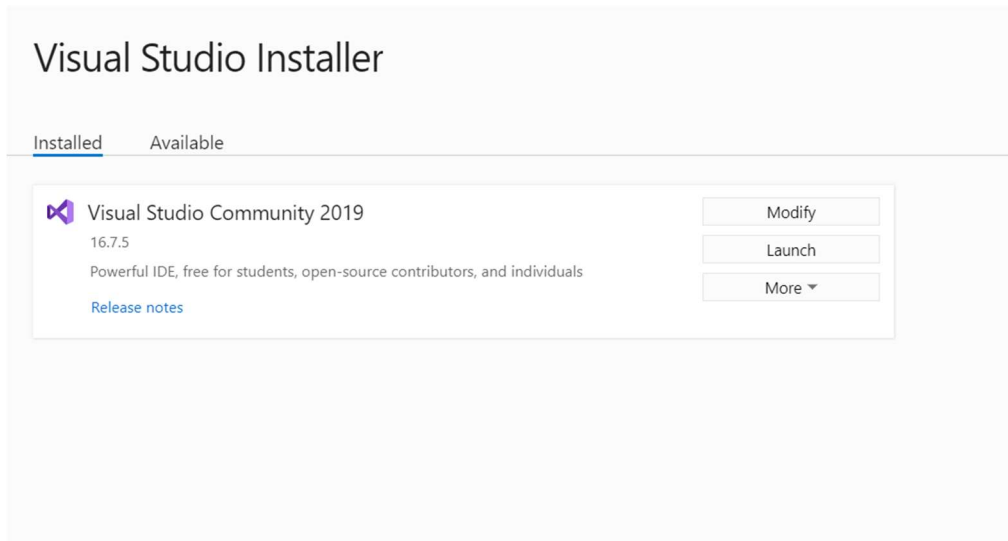 Visual Studio Installer
Installed Available
Visual Studio Community 2019
16.7.5
Powerful IDE, free for students, open-source contributors, and individuals
Release notes
Modify
Launch
More